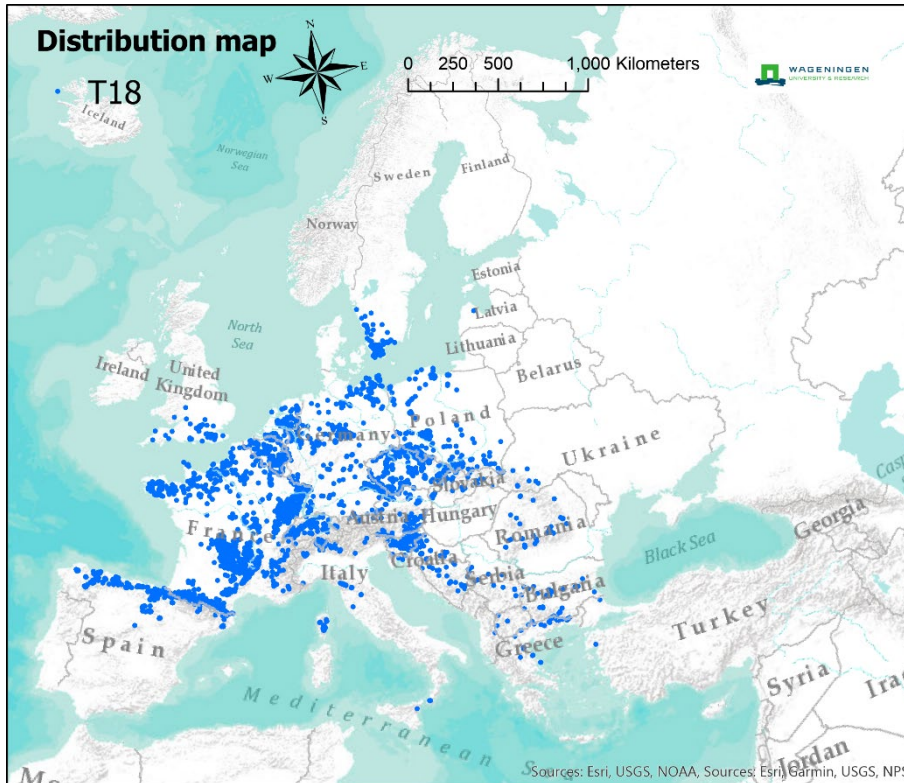 Distribution map
T18
N
W
E
S
0 250 500 1,000 Kilometers
WAGENINGEN
UNIVERSITY & RESEARCH
Iceland
Norwegian
Sea
Sweden
Finland
Norway
Estonia
Latvia
Lithuania
North
Sea
Ireland
United
Kingdom
Belarus
Poland
Germany
Ukraine
Slovakia
Austria
Hungary
France
Romania
Georgia
Black Sea
Italy
Croatia
Serbia
Bulgaria
Spain
Greece
Turkey
Syria
Mediterranean
Jordan
Sources: Esri, USGS, NOAA, Sources: Esri, Garmin, USGS, NPS